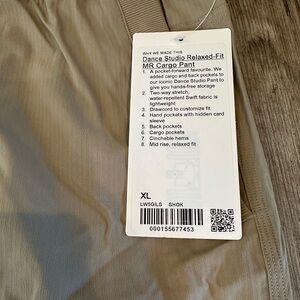 WHY WE MADE THIS
Dance Studio Relaxed-Fit
MR Cargo Pant
1. A pocket-forward favourite. We
added cargo and back pockets to
our iconic Dance Studio Pant to
give you hands-free storage
2. Two-way stretch,
water-repellent Swift fabric is
lightweight
3. Drawcord to customize fit
4. Hand pockets with hidden card
sleeve
5. Back pockets
6. Cargo pockets
7. Cinchable hems
8. Mid rise, relaxed fit
XL
LW5GILS SHOK
000155677453